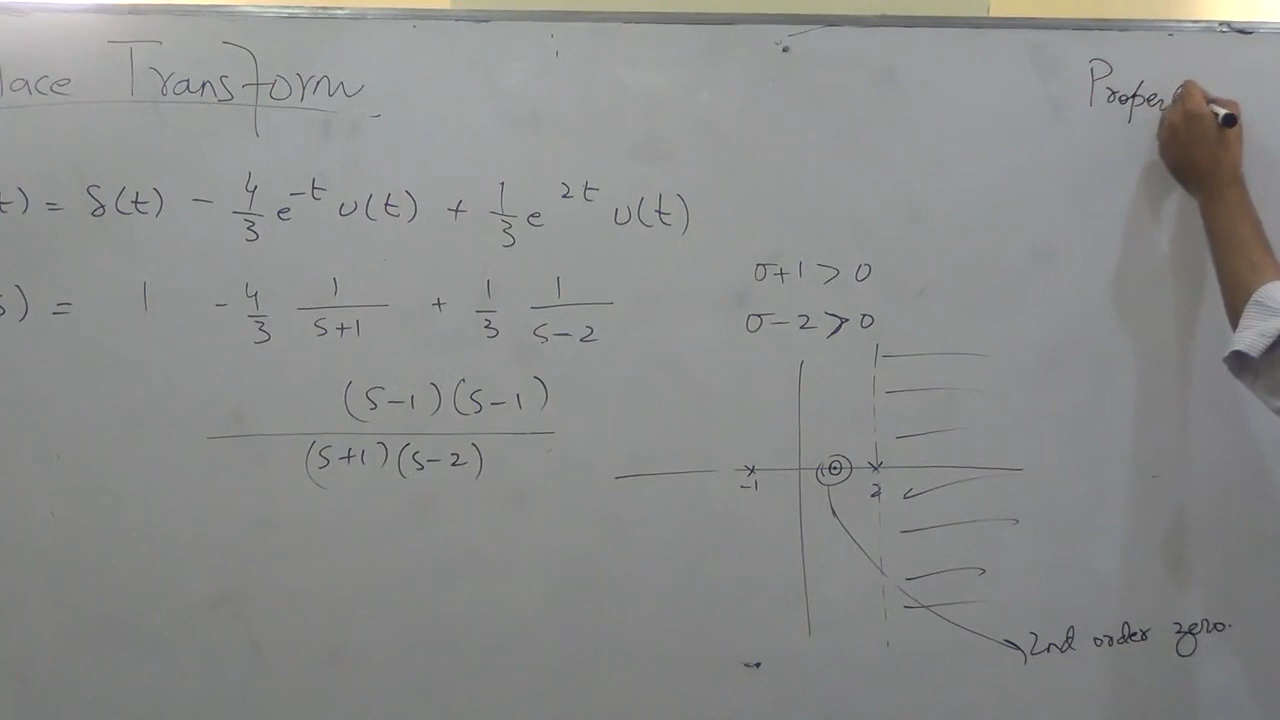 lace Transform
t) = δ(t) - 4/3 e^{-t} u(t) + 1/3 e^{2t} u(t)
s) = 1 - 4/3 1/(s+1) + 1/3 1/(s-2)
(s-1)(s-1)
(s+1)(s-2)
σ+1 > 0
σ-2 > 0
-1
2
2nd order zero.
Proper